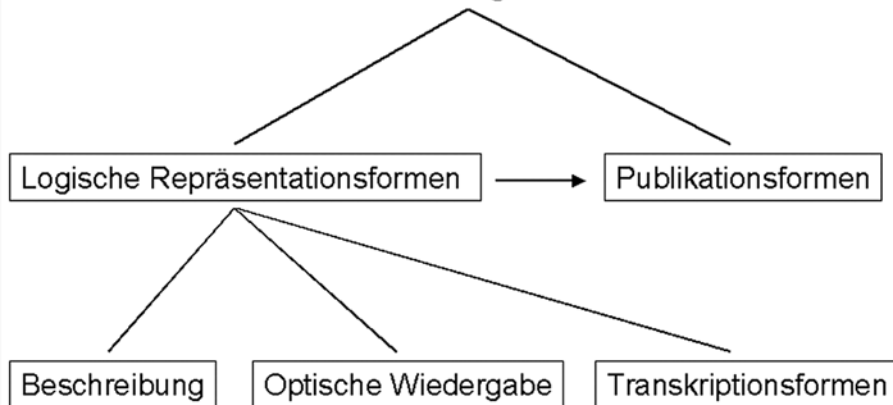 Logische Repräsentationsformen
Publikationsformen
Beschreibung
Optische Wiedergabe
Transkriptionsformen